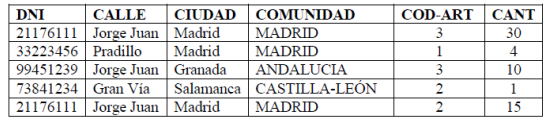 DNI CALLE CIUDAD COMUNIDAD COD-ART CANT
21176111 Jorge Juan Madrid MADRID 3 30
33223456 Pradillo Madrid MADRID 1 4
99451239 Jorge Juan Granada ANDALUCIA 3 10
73841234 Gran Vía Salamanca CASTILLA-LEÓN 2 1
21176111 Jorge Juan Madrid MADRID 2 15